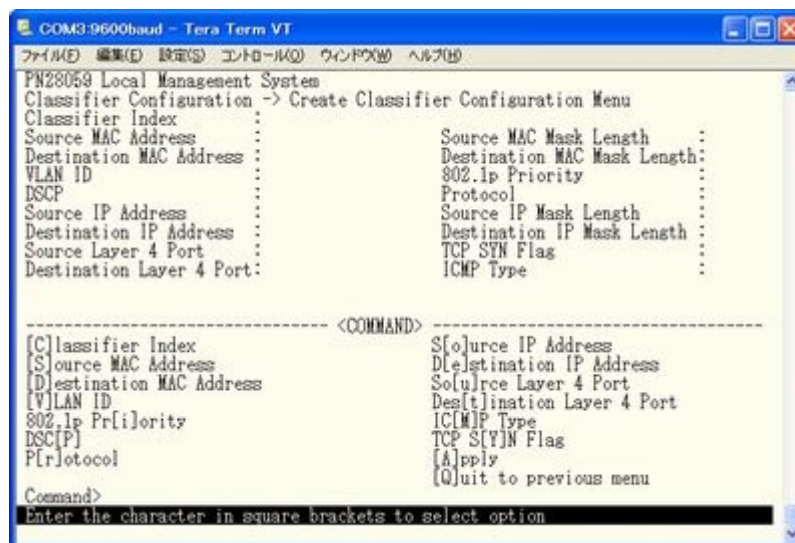 COM3:9600baud - Tera Term VT
ファイル(F) 編集(E) 設定(S) コントロール(O) ウィンドウ(W) ヘルプ(H)
PN28059 Local Management System
Classifier Configuration -> Create Classifier Configuration Menu
Classifier Index :
Source MAC Address : Source MAC Mask Length :
Destination MAC Address : Destination MAC Mask Length:
VLAN ID : 802.1p Priority :
DSCP : Protocol :
Source IP Address : Source IP Mask Length :
Destination IP Address : Destination IP Mask Length :
Source Layer 4 Port : TCP SYN Flag :
Destination Layer 4 Port: ICMP Type :
-------------------------------- <COMMAND> ----------------------------------
[C]lassifier Index S[o]urce IP Address
[S]ource MAC Address D[e]stination IP Address
[D]estination MAC Address So[u]rce Layer 4 Port
[V]LAN ID Des[t]ination Layer 4 Port
802.1p Pr[i]ority IC[M]P Type
DSC[P] TCP S[Y]N Flag
P[r]otocol [A]pply
[Q]uit to previous menu
Command>
Enter the character in square brackets to select option